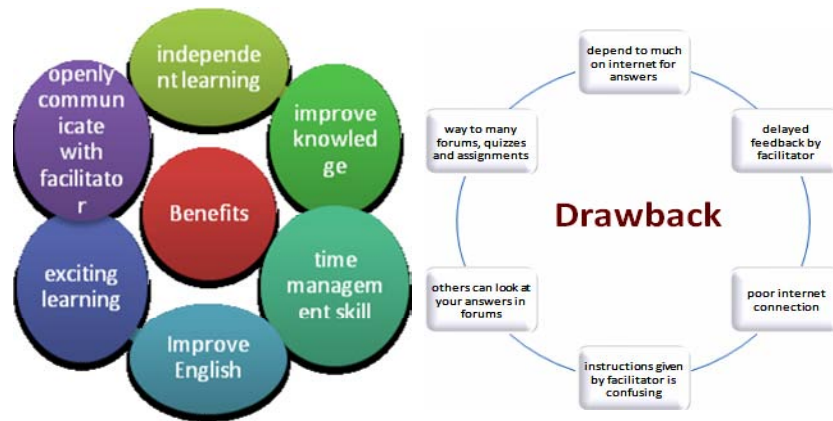 independe
nt learning
openly
commun
icate
with
facilitato
r
improve
knowled
ge
Benefits
exciting
learning
time
managem
ent skill
Improve
English
depend to much
on internet for
answers
way to many
forums, quizzes
and assignments
delayed
feedback by
facilitator
Drawback
others can look at
your answers in
forums
poor internet
connection
instructions given
by facilitator is
confusing